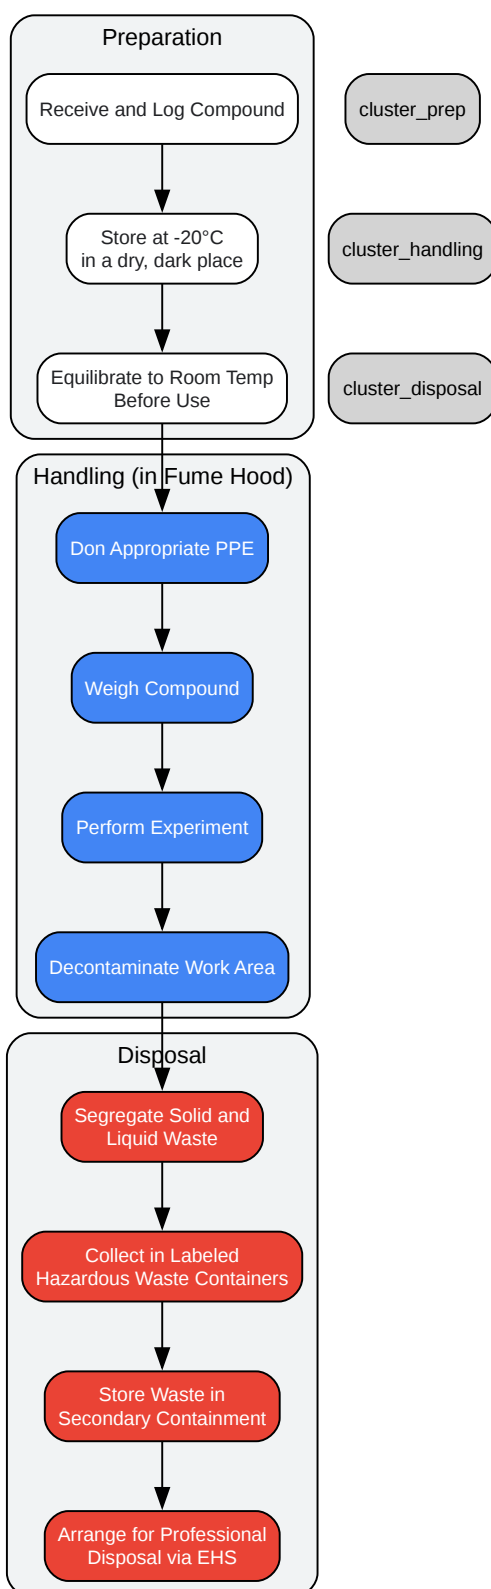 Preparation
Receive and Log Compound
cluster_prep
Store at -20°C
in a dry, dark place
cluster_handling
Equilibrate to Room Temp
Before Use
cluster_disposal
Handling (in Fume Hood)
Don Appropriate PPE
Weigh Compound
Perform Experiment
Decontaminate Work Area
Disposal
Segregate Solid and
Liquid Waste
Collect in Labeled
Hazardous Waste Containers
Store Waste in
Secondary Containment
Arrange for Professional
Disposal via EHS